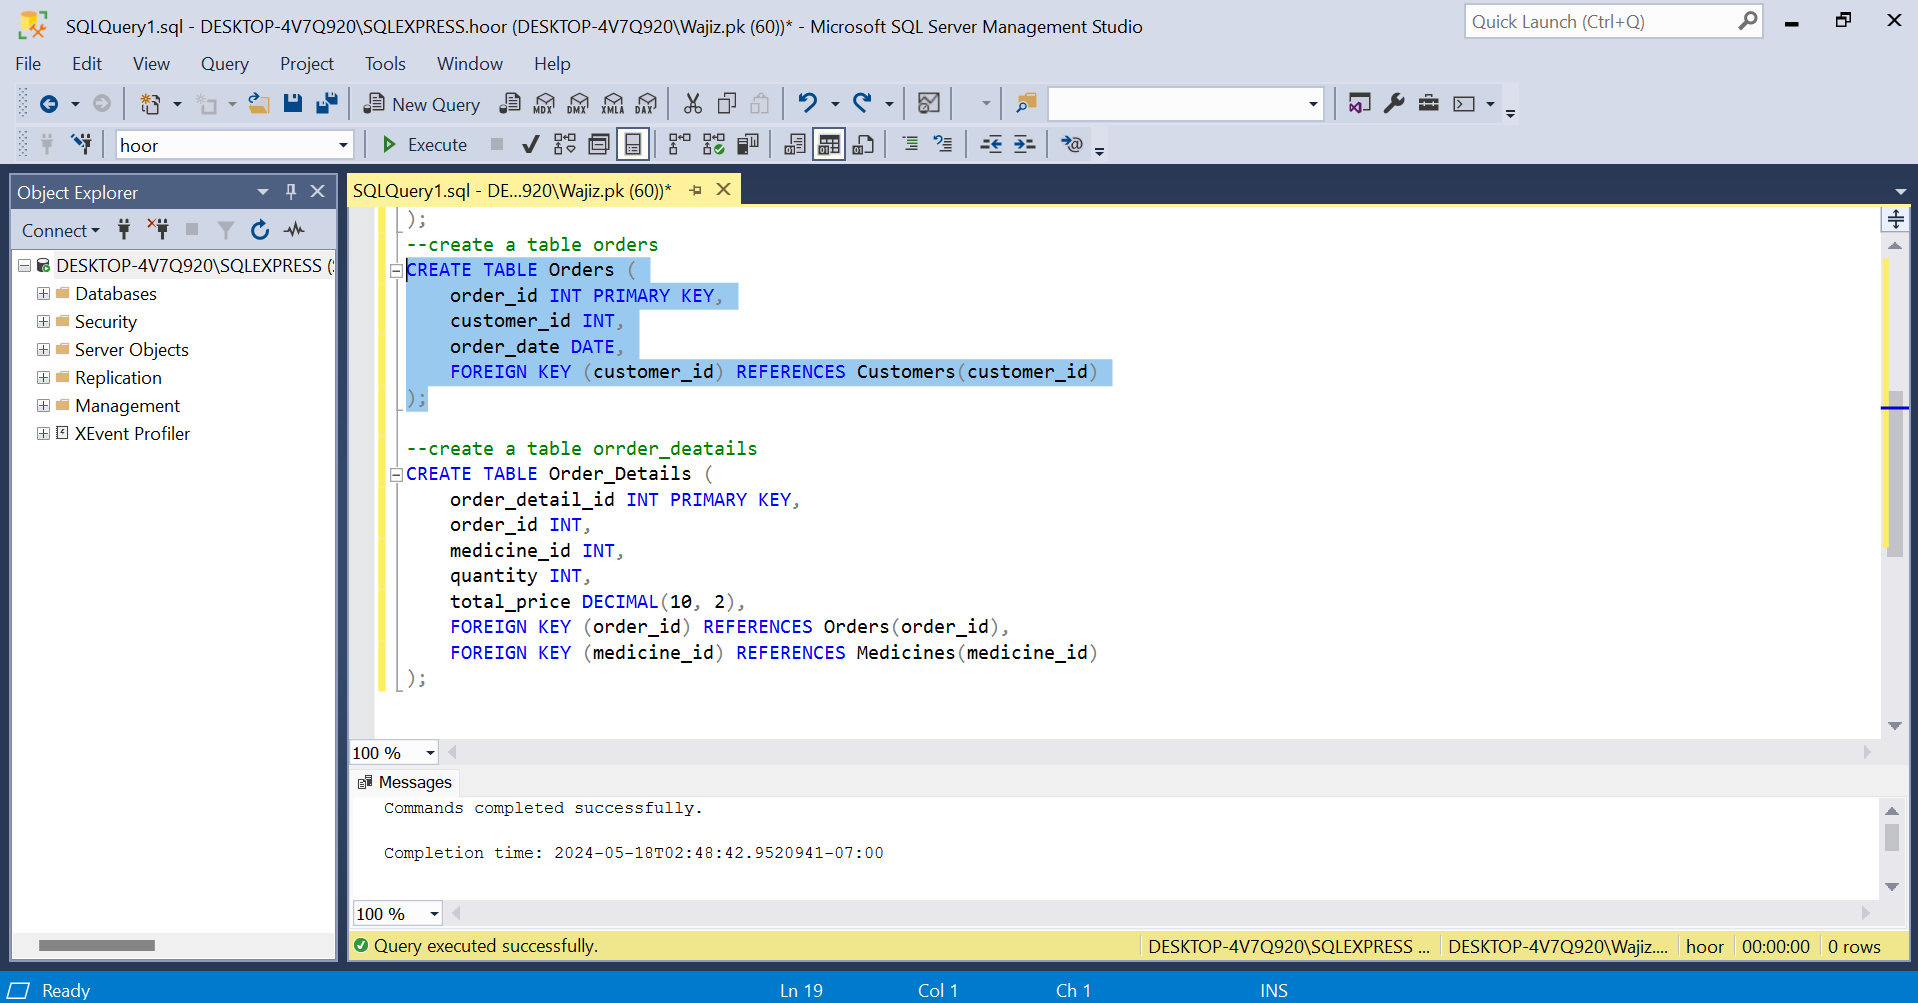 SQLQuery1.sql - DESKTOP-4V7Q920\SQLEXPRESS.hoor (DESKTOP-4V7Q920\Wajiz.pk (60))* - Microsoft SQL Server Management Studio
Quick Launch (Ctrl+Q)
File Edit View Query Project Tools Window Help
New Query MDX DMX XMLA DAX
hoor Execute
Object Explorer
SQLQuery1.sql - DE...920\Wajiz.pk (60))*
Connect
DESKTOP-4V7Q920\SQLEXPRESS (
Databases
Security
Server Objects
Replication
Management
XEvent Profiler
);
--create a table orders
CREATE TABLE Orders (
order_id INT PRIMARY KEY,
customer_id INT,
order_date DATE,
FOREIGN KEY (customer_id) REFERENCES Customers(customer_id)
);
--create a table orrder_deatails
CREATE TABLE Order_Details (
order_detail_id INT PRIMARY KEY,
order_id INT,
medicine_id INT,
quantity INT,
total_price DECIMAL(10, 2),
FOREIGN KEY (order_id) REFERENCES Orders(order_id),
FOREIGN KEY (medicine_id) REFERENCES Medicines(medicine_id)
);
100 %
Messages
Commands completed successfully.
Completion time: 2024-05-18T02:48:42.9520941-07:00
100 %
Query executed successfully. DESKTOP-4V7Q920\SQLEXPRESS ... DESKTOP-4V7Q920\Wajiz.... hoor 00:00:00 0 rows
Ready Ln 19 Col 1 Ch 1 INS